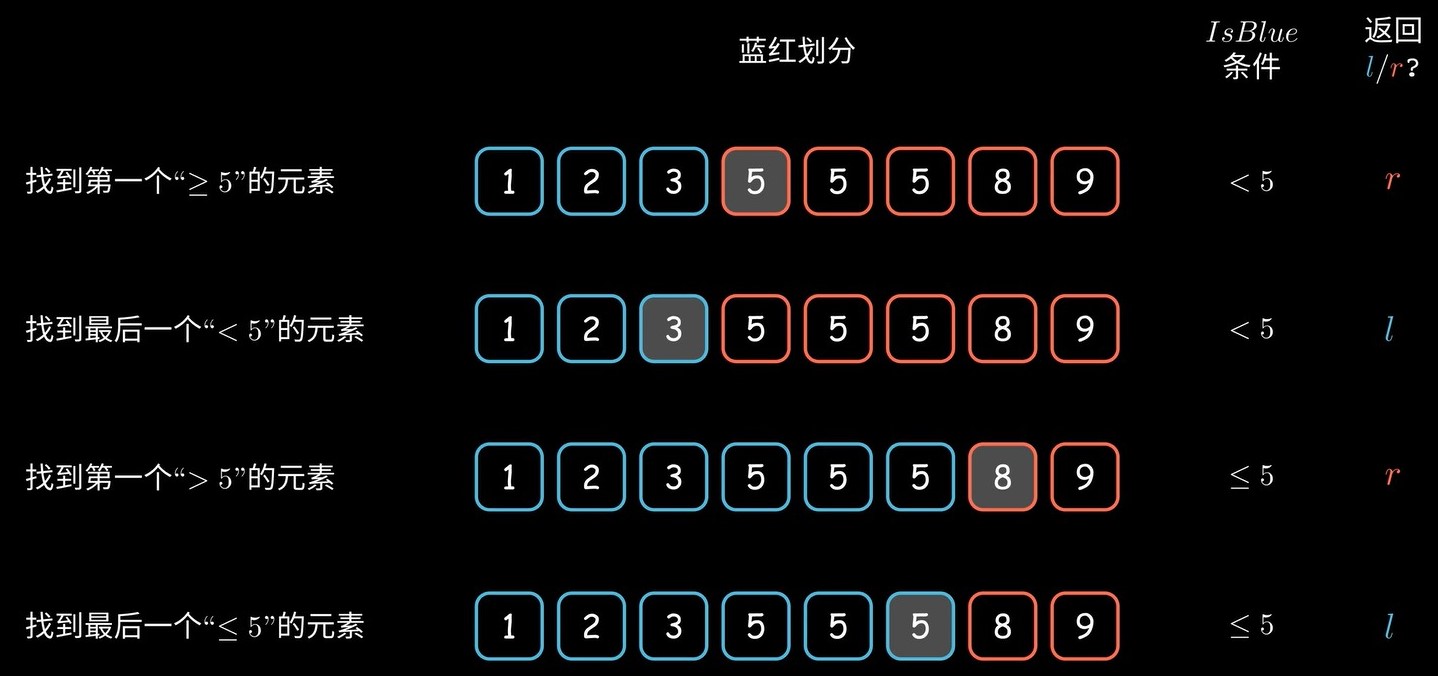 蓝红划分 IsBlue 返回
条件 l/r?
找到第一个“≥ 5”的元素 1 2 3 5 5 5 8 9 < 5 r
找到最后一个“< 5”的元素 1 2 3 5 5 5 8 9 < 5 l
找到第一个“> 5”的元素 1 2 3 5 5 5 8 9 ≤ 5 r
找到最后一个“≤ 5”的元素 1 2 3 5 5 5 8 9 ≤ 5 l